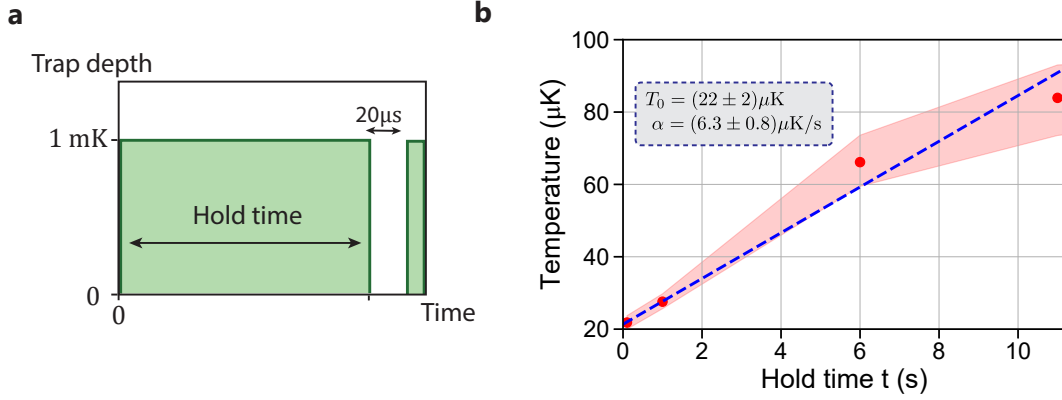 a
Trap depth
20μs
1 mK
Hold time
0
0
Time
b
100
80
60
40
20
Temperature (μK)
T₀ = (22 ± 2)μK
α = (6.3 ± 0.8)μK/s
0
2
4
6
8
10
Hold time t (s)